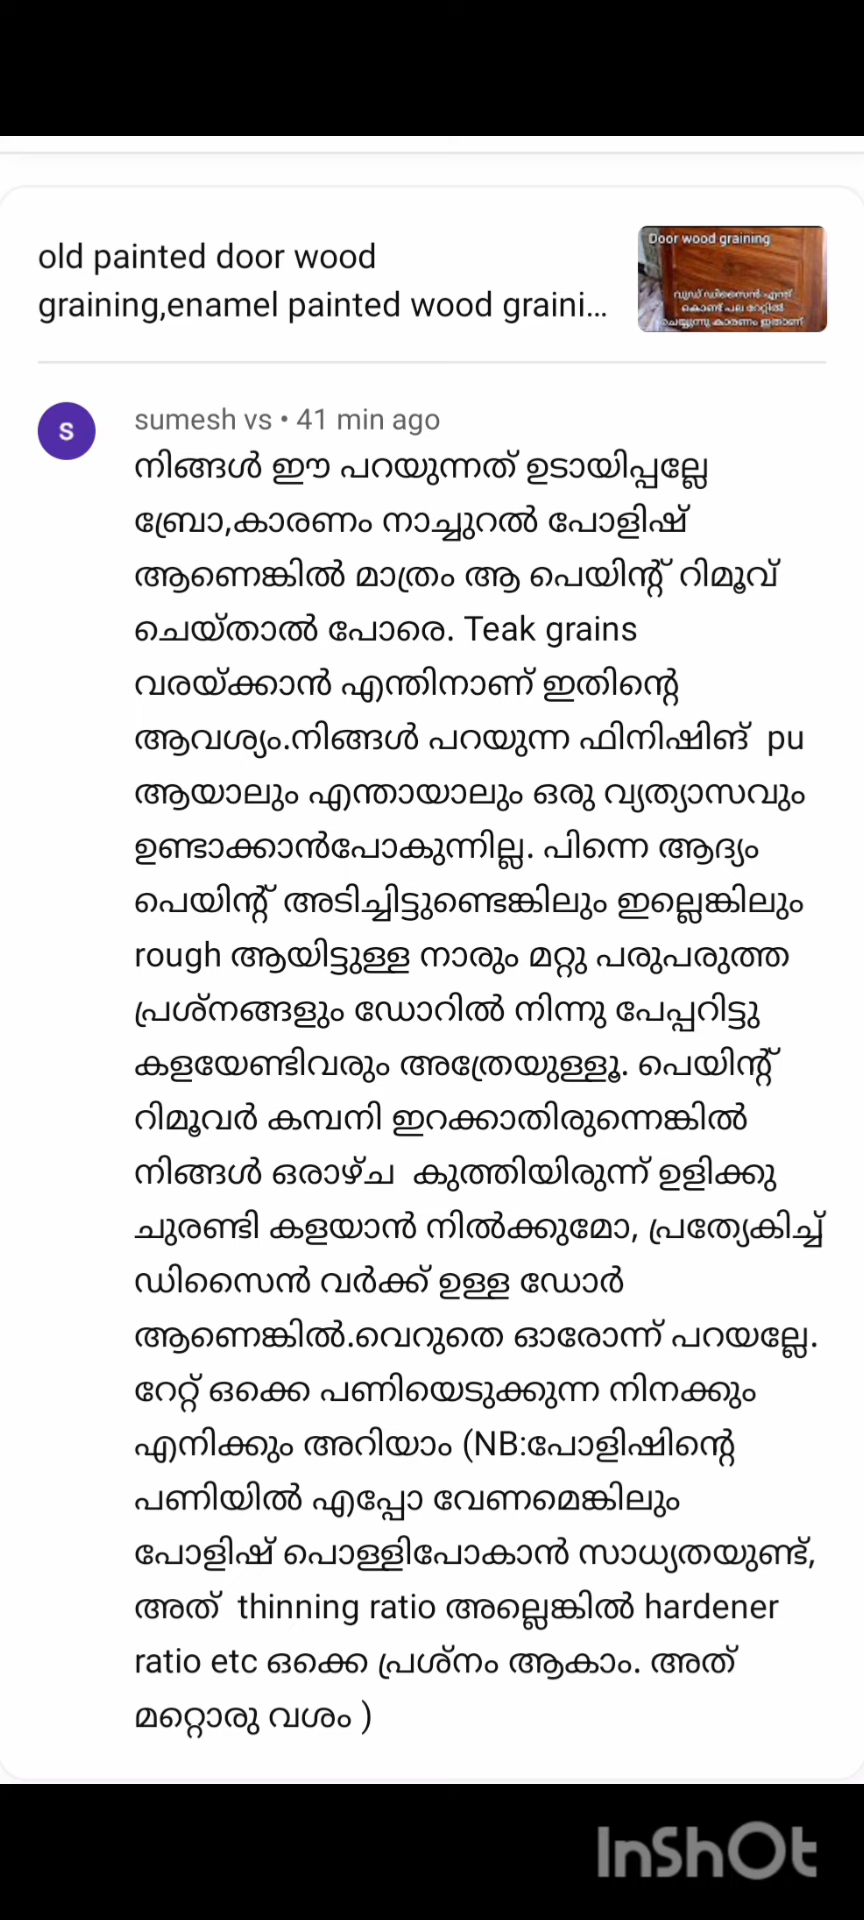 old painted door wood
graining,enamel painted wood graini...
Door wood graining
വുഡ് ഡിസൈൻ എന്ത്
കൊണ്ട് പല റേറ്റിൽ
ചെയ്യുന്നു കാരണം ഇതാണ്
S
sumesh vs • 41 min ago
നിങ്ങൾ ഈ പറയുന്നത് ഉടായിപ്പല്ലേ
ബ്രോ,കാരണം നാച്ചുറൽ പോളിഷ്
ആണെങ്കിൽ മാത്രം ആ പെയിന്റ് റിമൂവ്
ചെയ്താൽ പോരെ. Teak grains
വരയ്ക്കാൻ എന്തിനാണ് ഇതിന്റെ
ആവശ്യം.നിങ്ങൾ പറയുന്ന ഫിനിഷിങ് pu
ആയാലും എന്തായാലും ഒരു വ്യത്യാസവും
ഉണ്ടാക്കാൻപോകുന്നില്ല. പിന്നെ ആദ്യം
പെയിന്റ് അടിച്ചിട്ടുണ്ടെങ്കിലും ഇല്ലെങ്കിലും
rough ആയിട്ടുള്ള നാരും മറ്റു പരുപരുത്ത
പ്രശ്നങ്ങളും ഡോറിൽ നിന്നു പേപ്പറിട്ടു
കളയേണ്ടിവരും അത്രേയുള്ളൂ. പെയിന്റ്
റിമൂവർ കമ്പനി ഇറക്കാതിരുന്നെങ്കിൽ
നിങ്ങൾ ഒരാഴ്ച കുത്തിയിരുന്ന് ഉളിക്കു
ചുരണ്ടി കളയാൻ നിൽക്കുമോ, പ്രത്യേകിച്ച്
ഡിസൈൻ വർക്ക് ഉള്ള ഡോർ
ആണെങ്കിൽ.വെറുതെ ഓരോന്ന് പറയല്ലേ.
റേറ്റ് ഒക്കെ പണിയെടുക്കുന്ന നിനക്കും
എനിക്കും അറിയാം (NB:പോളിഷിന്റെ
പണിയിൽ എപ്പോ വേണമെങ്കിലും
പോളിഷ് പൊള്ളിപോകാൻ സാധ്യതയുണ്ട്,
അത് thinning ratio അല്ലെങ്കിൽ hardener
ratio etc ഒക്കെ പ്രശ്നം ആകാം. അത്
മറ്റൊരു വശം )
InShOt